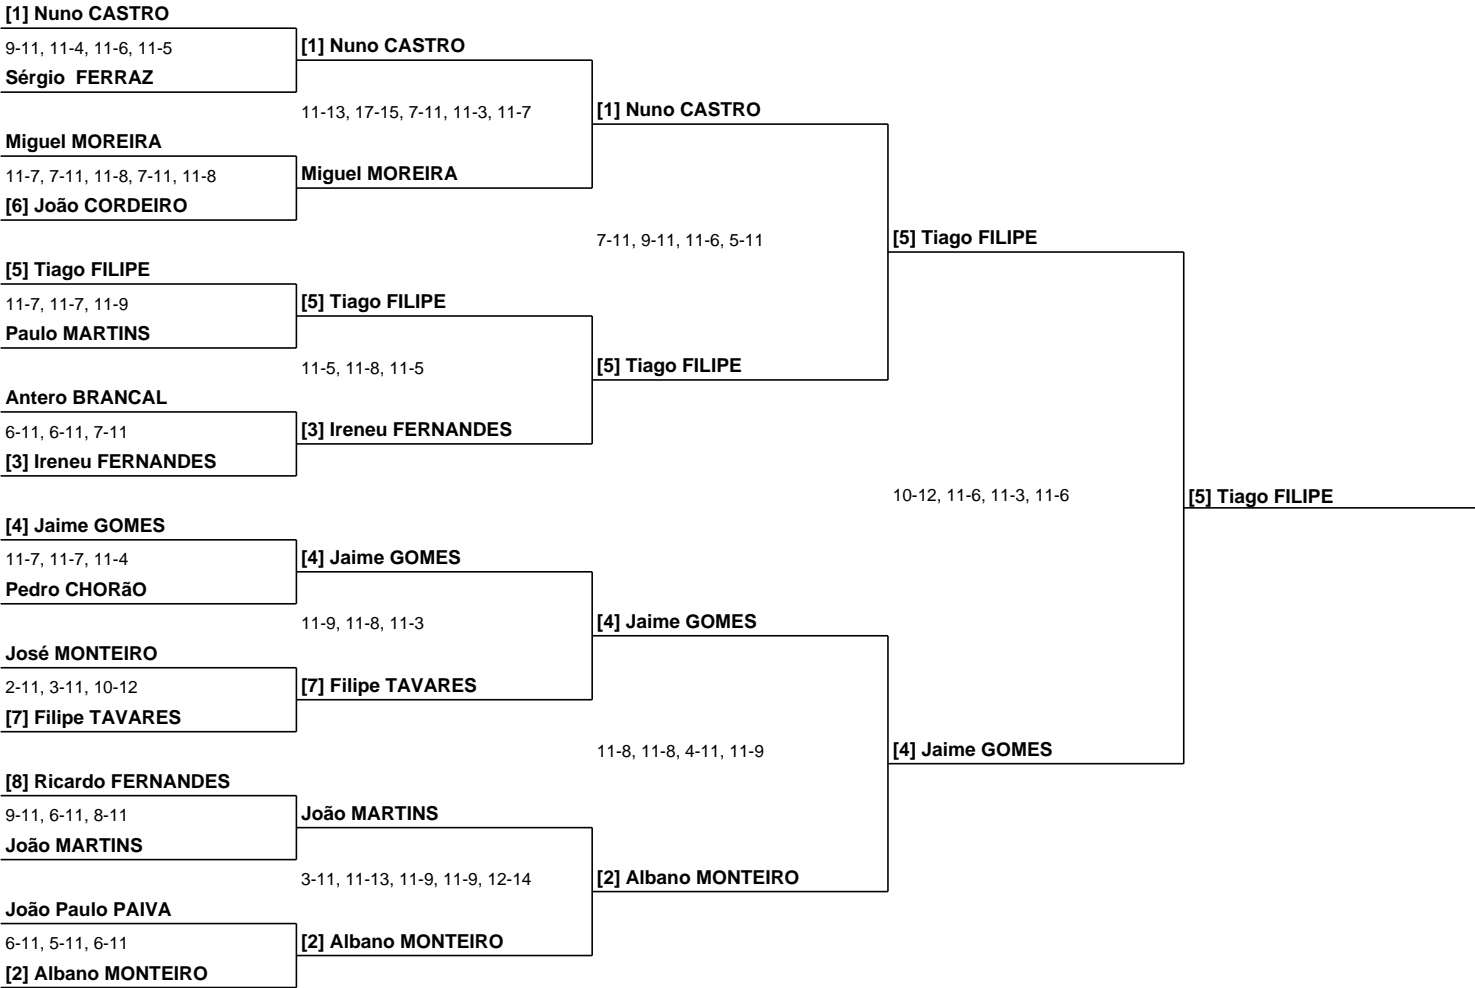 [1] Nuno CASTRO
9-11, 11-4, 11-6, 11-5
Sérgio  FERRAZ
Miguel MOREIRA
11-7, 7-11, 11-8, 7-11, 11-8
[6] João CORDEIRO
[5] Tiago FILIPE
11-7, 11-7, 11-9
Paulo MARTINS
Antero BRANCAL
6-11, 6-11, 7-11
[3] Ireneu FERNANDES
[4] Jaime GOMES
11-7, 11-7, 11-4
Pedro CHORãO
José MONTEIRO
2-11, 3-11, 10-12
[7] Filipe TAVARES
[8] Ricardo FERNANDES
9-11, 6-11, 8-11
João MARTINS
João Paulo PAIVA
6-11, 5-11, 6-11
[2] Albano MONTEIRO
[1] Nuno CASTRO
11-13, 17-15, 7-11, 11-3, 11-7
Miguel MOREIRA
[5] Tiago FILIPE
11-5, 11-8, 11-5
[3] Ireneu FERNANDES
[4] Jaime GOMES
11-9, 11-8, 11-3
[7] Filipe TAVARES
João MARTINS
3-11, 11-13, 11-9, 11-9, 12-14
[2] Albano MONTEIRO
[1] Nuno CASTRO
7-11, 9-11, 11-6, 5-11
[5] Tiago FILIPE
[4] Jaime GOMES
11-8, 11-8, 4-11, 11-9
[2] Albano MONTEIRO
[5] Tiago FILIPE
10-12, 11-6, 11-3, 11-6
[4] Jaime GOMES
[5] Tiago FILIPE